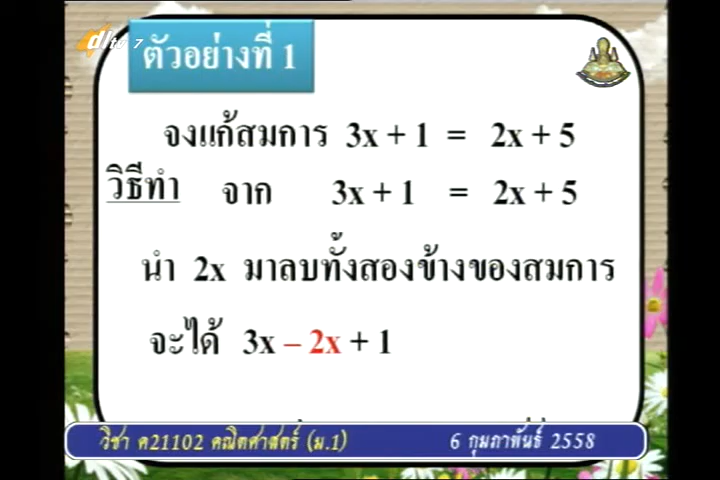 dltv 7
ตัวอย่างที่ 1
จงแก้สมการ 3x + 1 = 2x + 5
วิธีทำ จาก 3x + 1 = 2x + 5
นำ 2x มาลบทั้งสองข้างของสมการ
จะได้ 3x – 2x + 1
วิชา ค21102 คณิตศาสตร์ (ม.1) 6 กุมภาพันธ์ 2558